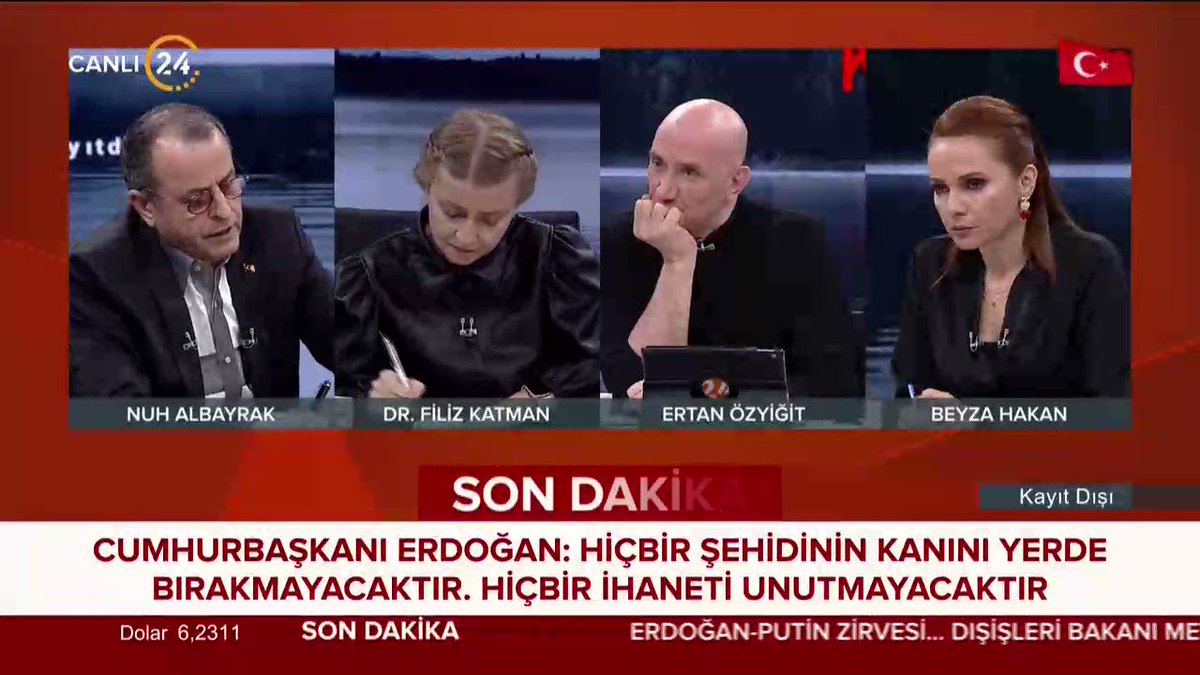 CANLI 24
yıtd
NUH ALBAYRAK
DR. FİLİZ KATMAN
ERTAN ÖZYİĞİT
BEYZA HAKAN
SON DAKİKA
Kayıt Dışı
CUMHURBAŞKANI ERDOĞAN: HİÇBİR ŞEHİDİNİN KANINI YERDE
BIRAKMAYACAKTIR. HİÇBİR İHANETİ UNUTMAYACAKTIR
Dolar 6,2311 SON DAKİKA ERDOĞAN-PUTİN ZİRVESİ... DIŞİŞLERİ BAKANI ME